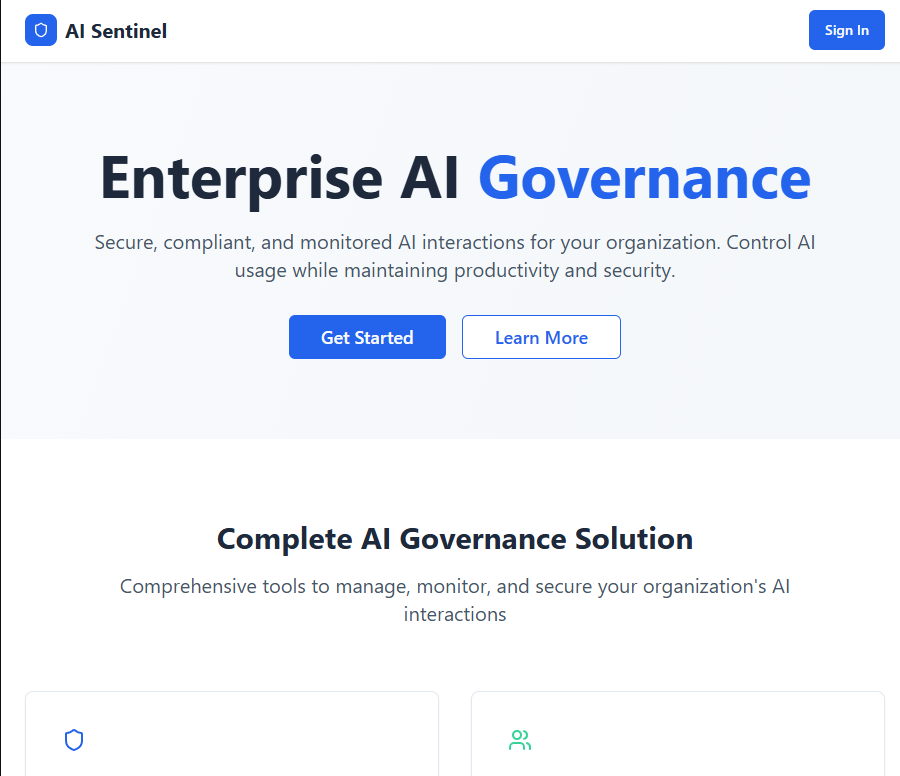 AI Sentinel
Sign In
Enterprise AI Governance
Secure, compliant, and monitored AI interactions for your organization. Control AI
usage while maintaining productivity and security.
Get Started
Learn More
Complete AI Governance Solution
Comprehensive tools to manage, monitor, and secure your organization's AI
interactions